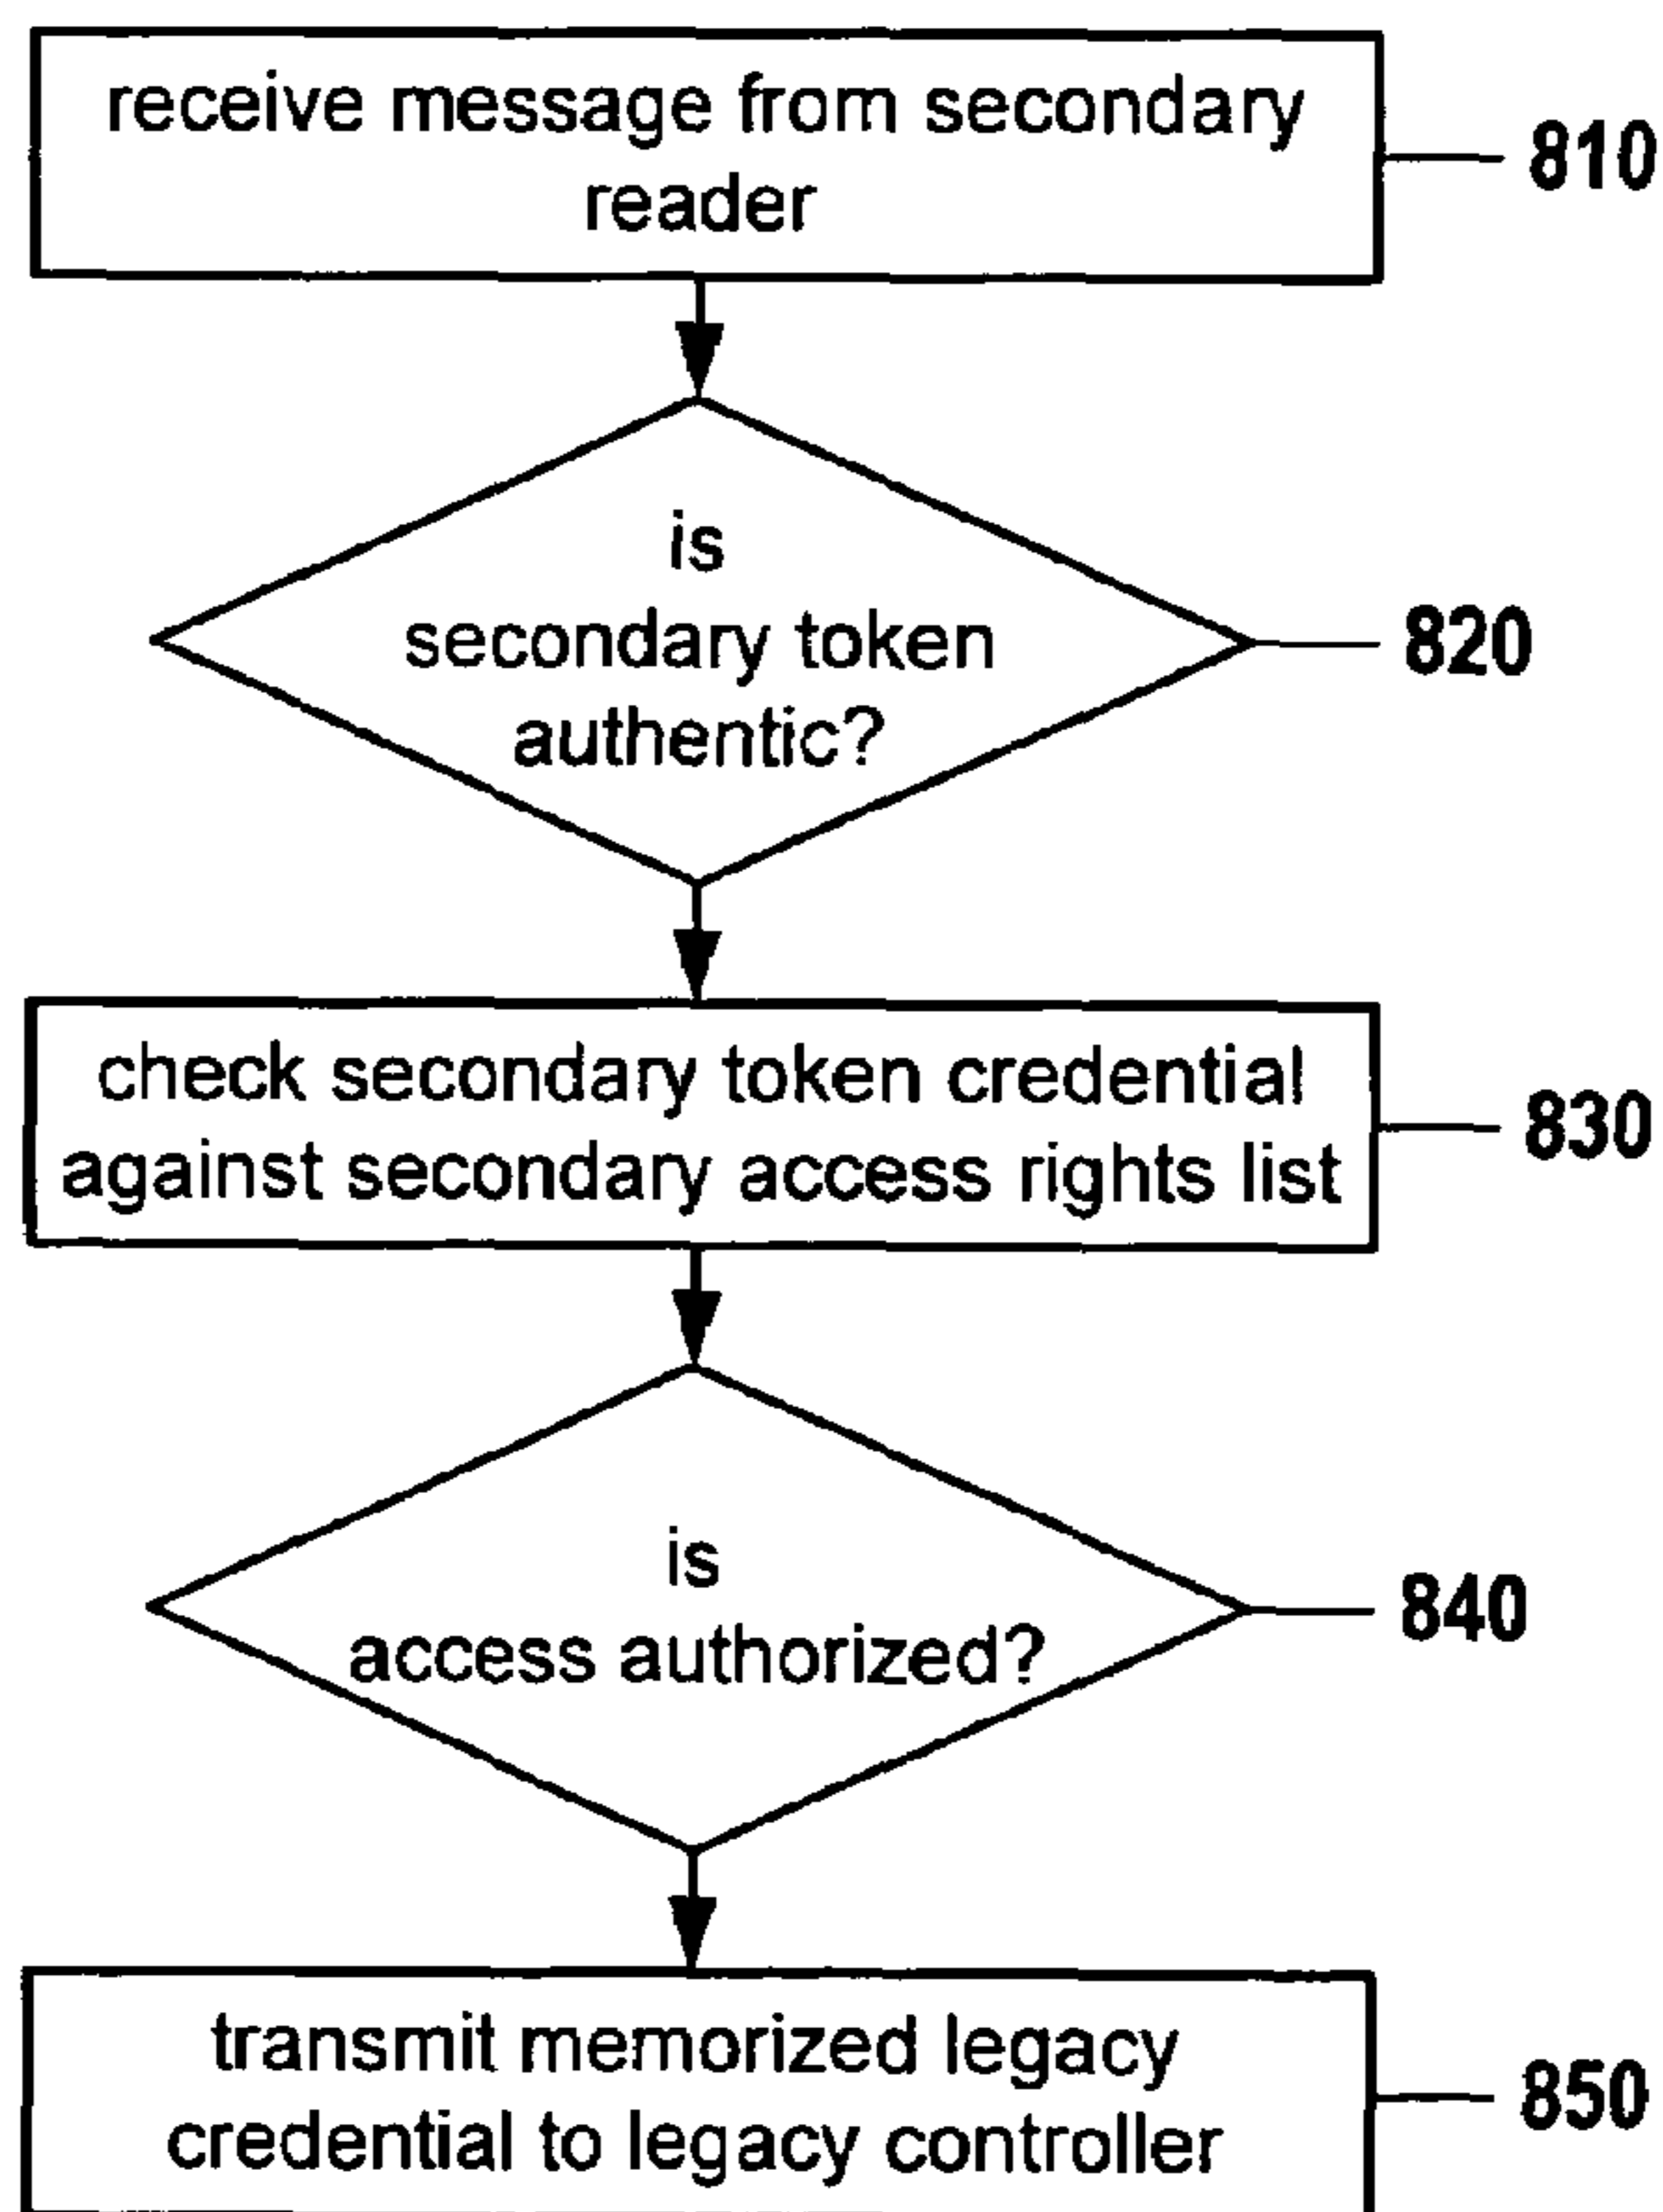 receive message from secondary
reader
810
is
secondary token
authentic?
820
check secondary token credential
against secondary access rights list
830
is
access authorized?
840
transmit memorized legacy
credential to legacy controller
850